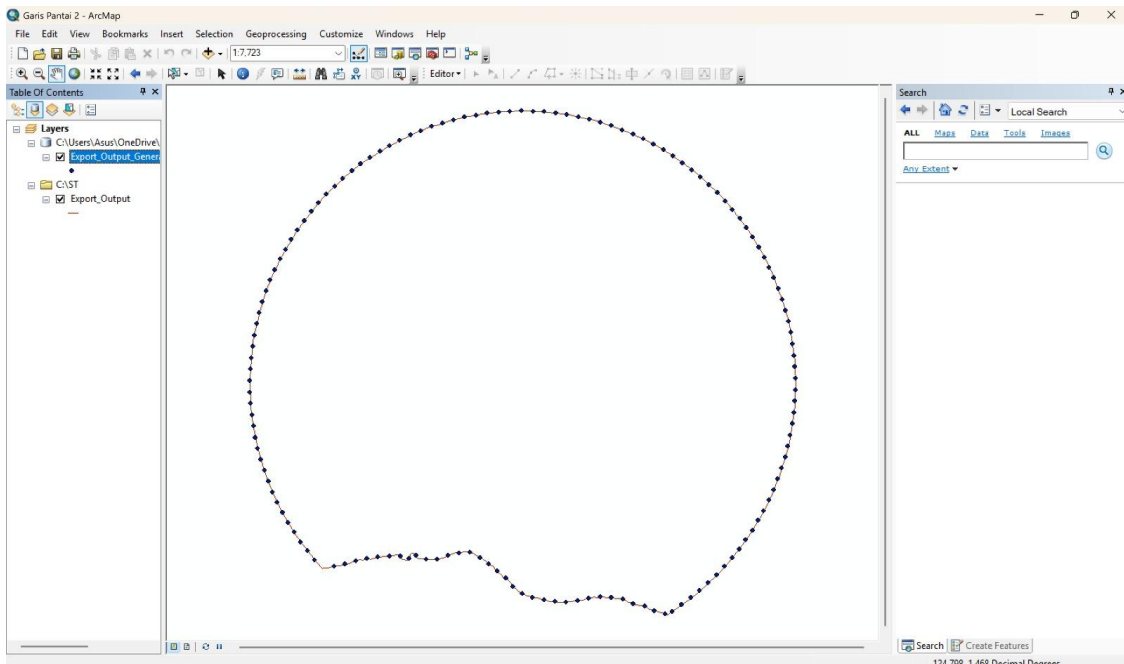 Garis Pantai 2 - ArcMap
File Edit View Bookmarks Insert Selection Geoprocessing Customize Windows Help
1:7,723
Editor
Table Of Contents
Search
Layers
Local Search
C:\Users\Asus\OneDrive\
ALL Maps Data Tools Images
Export_Output_Genera
C:\ST
Any Extent
Export_Output
Search Create Features
124.798 1.468 Decimal Degrees